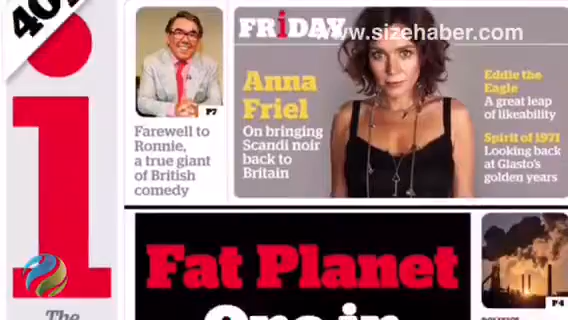 40p
i
The
P7
Farewell to
Ronnie,
a true giant
of British
comedy
FRiDAY
www.sizehaber.com
Anna
Friel
On bringing
Scandi noir
back to
Britain
Eddie the
Eagle
A great leap
of likeability
Spirit of 1971
Looking back
at Glasto's
golden years
Fat Planet
One in
P4